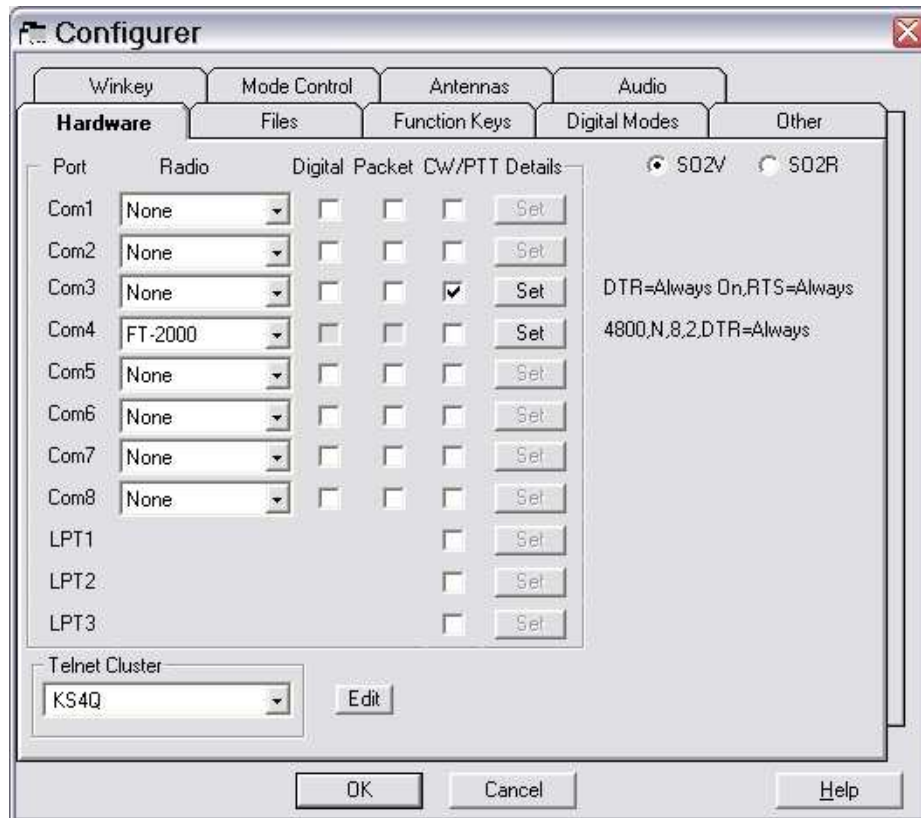 Configurer
Winkey Mode Control Antennas Audio
Hardware Files Function Keys Digital Modes Other
Port Radio Digital Packet CW/PTT Details SO2V SO2R
Com1 None Set
Com2 None Set
Com3 None Set DTR=Always On,RTS=Always
Com4 FT-2000 Set 4800,N,8,2,DTR=Always
Com5 None Set
Com6 None Set
Com7 None Set
Com8 None Set
LPT1 Set
LPT2 Set
LPT3 Set
Telnet Cluster
KS4Q Edit
OK Cancel Help